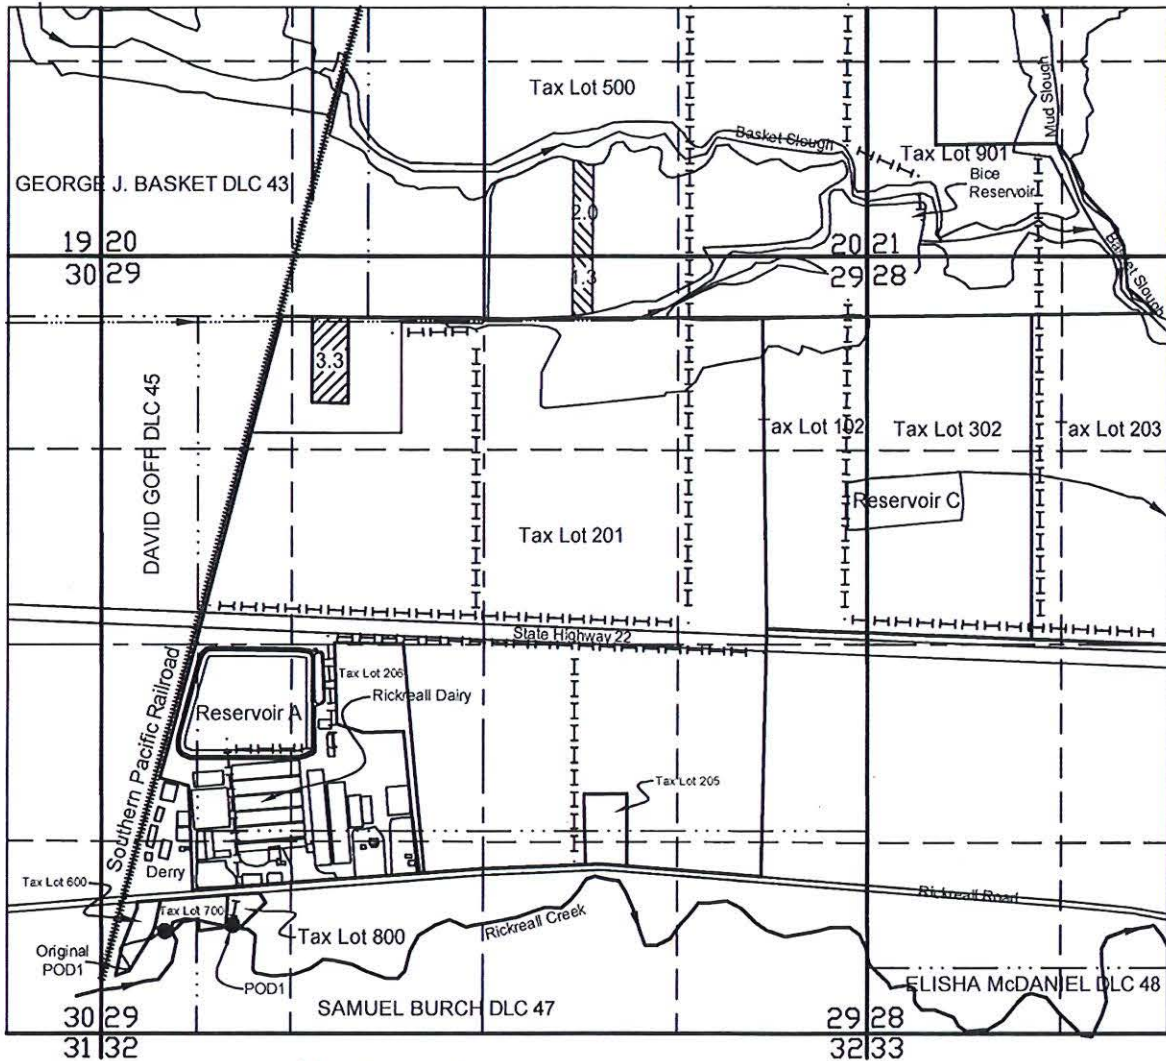 Tax Lot 500
Mud Slough
Basket Slough
Tax Lot 901
Bice
Reservoir
GEORGE J. BASKET DLC 43
2.0
19 20
20 21
30 29
1.3
29 28
Basket Slough
3.3
DAVID GOFF DLC 45
Tax Lot 102
Tax Lot 302
Tax Lot 203
Reservoir C
Tax Lot 201
State Highway 22
Southern Pacific Railroad
Tax Lot 206
Rickreall Dairy
Reservoir A
Tax Lot 205
Derry
Tax Lot 600
Rickreall Road
Tax Lot 700
Rickreall Creek
Tax Lot 800
Original
POD1
POD1
ELISHA McDANIEL DLC 48
SAMUEL BURCH DLC 47
30 29
29 28
31 32
32 33